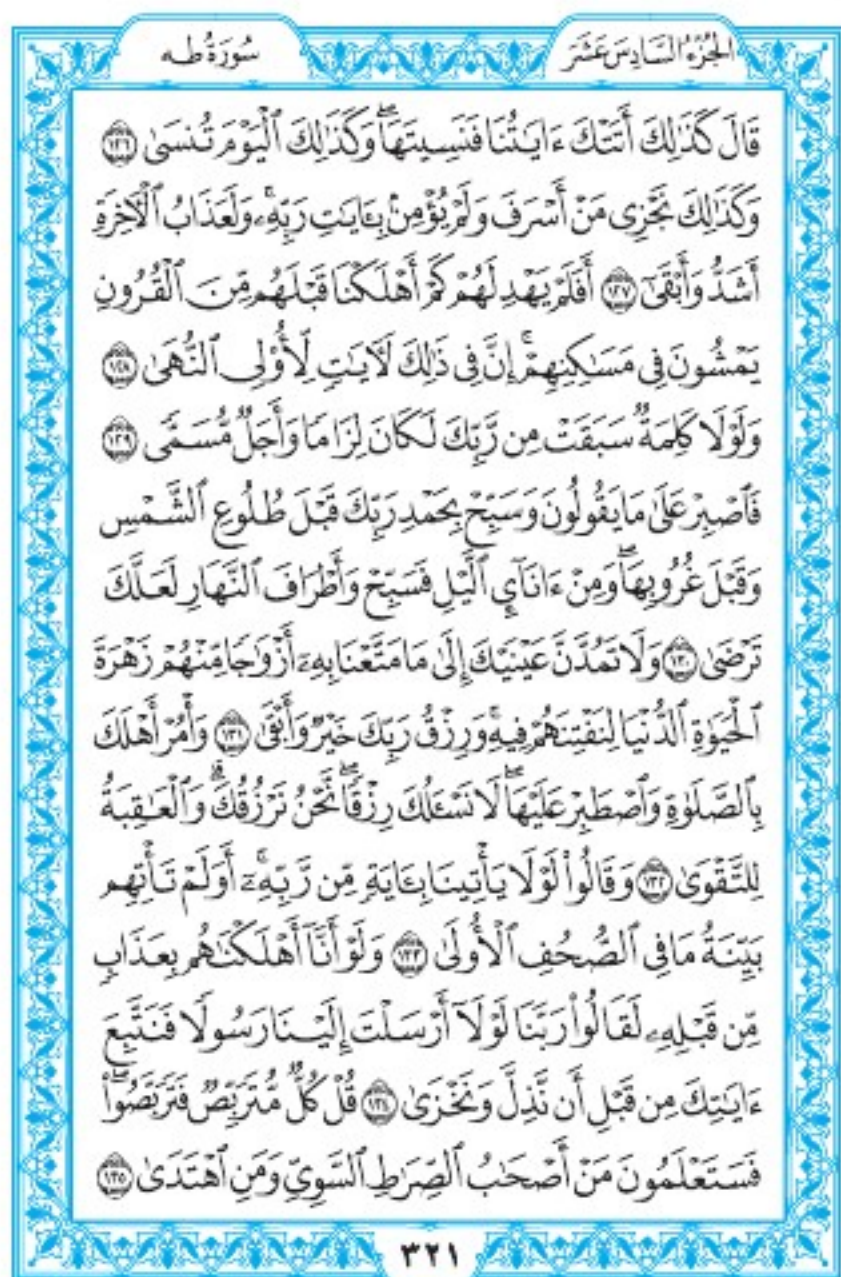 الجُزْءُ السَّادِسَ عَشَرَ
سُورَةُ طه
قَالَ كَذَٰلِكَ أَتَتْكَ ءَايَٰتُنَا فَنَسِيتَهَاۖ وَكَذَٰلِكَ ٱلْيَوْمَ تُنسَىٰ ١٢٦
وَكَذَٰلِكَ نَجْزِى مَنْ أَسْرَفَ وَلَمْ يُؤْمِنۢ بِـَٔايَٰتِ رَبِّهِۦۚ وَلَعَذَابُ ٱلْـَٔاخِرَةِ
أَشَدُّ وَأَبْقَىٰٓ ١٢٧ أَفَلَمْ يَهْدِ لَهُمْ كَمْ أَهْلَكْنَا قَبْلَهُم مِّنَ ٱلْقُرُونِ
يَمْشُونَ فِى مَسَٰكِنِهِمْۗ إِنَّ فِى ذَٰلِكَ لَـَٔايَٰتٍ لِّأُو۟لِى ٱلنُّهَىٰ ١٢٨
وَلَوْلَا كَلِمَةٌ سَبَقَتْ مِن رَّبِّكَ لَكَانَ لِزَامًا وَأَجَلٌ مُّسَمًّى ١٢٩
فَٱصْبِرْ عَلَىٰ مَا يَقُولُونَ وَسَبِّحْ بِحَمْدِ رَبِّكَ قَبْلَ طُلُوعِ ٱلشَّمْسِ
وَقَبْلَ غُرُوبِهَاۖ وَمِنْ ءَانَآئِ ٱلَّيْلِ فَسَبِّحْ وَأَطْرَافَ ٱلنَّهَارِ لَعَلَّكَ
تَرْضَىٰ ١٣٠ وَلَا تَمُدَّنَّ عَيْنَيْكَ إِلَىٰ مَا مَتَّعْنَا بِهِۦٓ أَزْوَٰجًا مِّنْهُمْ زَهْرَةَ
ٱلْحَيَوٰةِ ٱلدُّنْيَا لِنَفْتِنَهُمْ فِيهِۚ وَرِزْقُ رَبِّكَ خَيْرٌ وَأَبْقَىٰ ١٣١ وَأْمُرْ أَهْلَكَ
بِٱلصَّلَوٰةِ وَٱصْطَبِرْ عَلَيْهَاۖ لَا نَسْـَٔلُكَ رِزْقًاۖ نَّحْنُ نَرْزُقُكَۗ وَٱلْعَٰقِبَةُ
لِلتَّقْوَىٰ ١٣٢ وَقَالُوا۟ لَوْلَا يَأْتِينَا بِـَٔايَةٍ مِّن رَّبِّهِۦٓۚ أَوَلَمْ تَأْتِهِم
بَيِّنَةُ مَا فِى ٱلصُّحُفِ ٱلْأُولَىٰ ١٣٣ وَلَوْ أَنَّآ أَهْلَكْنَٰهُم بِعَذَابٍ
مِّن قَبْلِهِۦ لَقَالُوا۟ رَبَّنَا لَوْلَآ أَرْسَلْتَ إِلَيْنَا رَسُولًا فَنَتَّبِعَ
ءَايَٰتِكَ مِن قَبْلِ أَن نَّذِلَّ وَنَخْزَىٰ ١٣٤ قُلْ كُلٌّ مُّتَرَبِّصٌ فَتَرَبَّصُوا۟ۖ
فَسَتَعْلَمُونَ مَنْ أَصْحَٰبُ ٱلصِّرَٰطِ ٱلسَّوِىِّ وَمَنِ ٱهْتَدَىٰ ١٣٥
٣٢١